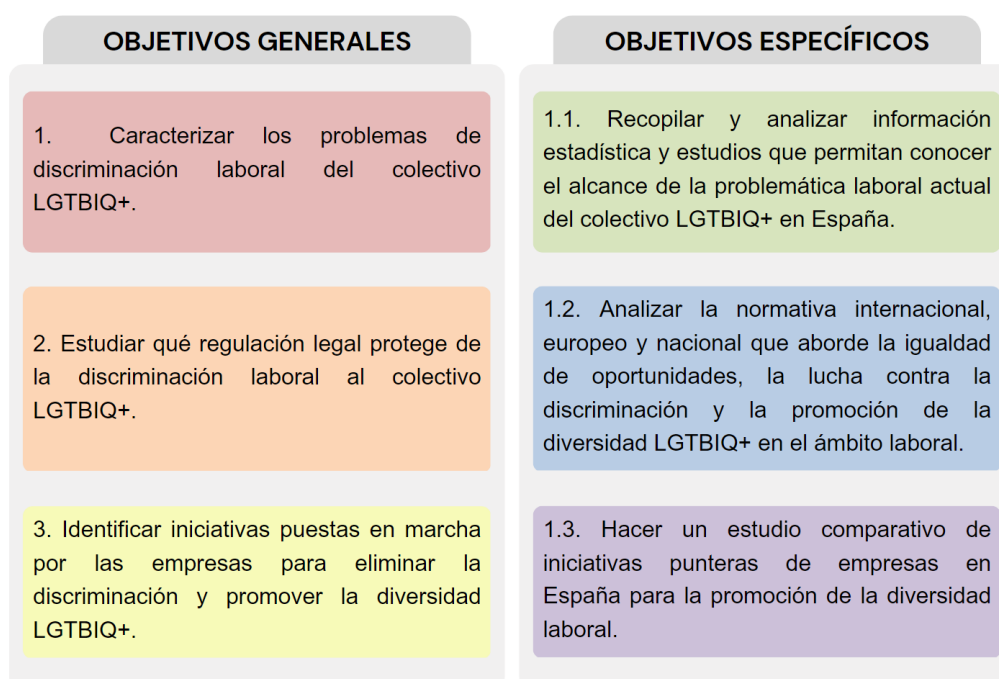 OBJETIVOS GENERALES
1. Caracterizar los problemas de
discriminación laboral del colectivo
LGTBIQ+.
2. Estudiar qué regulación legal protege de
la discriminación laboral al colectivo
LGTBIQ+.
3. Identificar iniciativas puestas en marcha
por las empresas para eliminar la
discriminación y promover la diversidad
LGTBIQ+.
OBJETIVOS ESPECÍFICOS
1.1. Recopilar y analizar información
estadística y estudios que permitan conocer
el alcance de la problemática laboral actual
del colectivo LGTBIQ+ en España.
1.2. Analizar la normativa internacional,
europeo y nacional que aborde la igualdad
de oportunidades, la lucha contra la
discriminación y la promoción de la
diversidad LGTBIQ+ en el ámbito laboral.
1.3. Hacer un estudio comparativo de
iniciativas punteras de empresas en
España para la promoción de la diversidad
laboral.